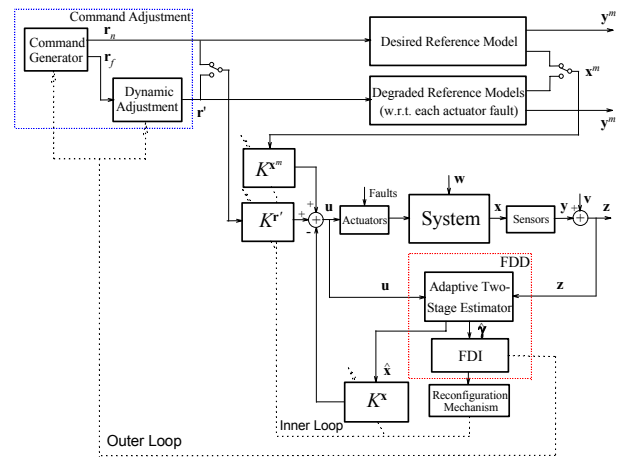 Command Adjustment
Command
Generator
r_n
r_f
Dynamic
Adjustment
r'
Desired Reference Model
y^m
x^m
Degraded Reference Models
(w.r.t. each actuator fault)
y^m
K^{x^m}
K^{r'}
+
+
-
u
Faults
Actuators
w
System
x
Sensors
y
+
v
z
FDD
u
Adaptive Two-
Stage Estimator
z
γ̂
FDI
x̂
K^x
Reconfiguration
Mechanism
Inner Loop
Outer Loop